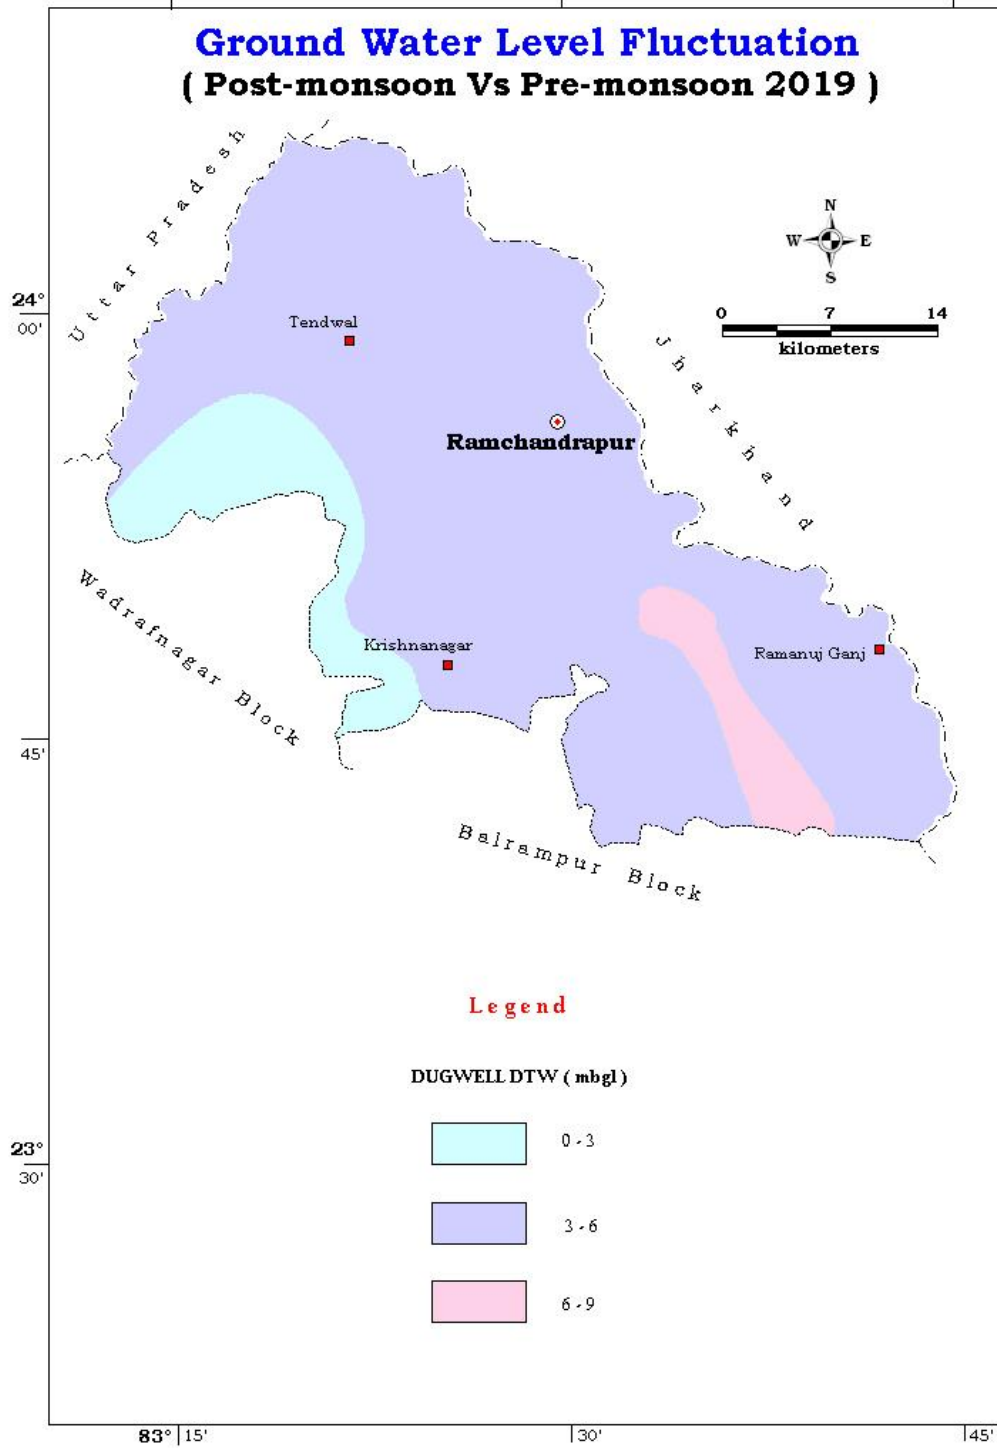 Ground Water Level Fluctuation
( Post-monsoon Vs Pre-monsoon 2019 )
Uttar Pradesh
N
W E
S
24°
00'
0 7 14
kilometers
Tendwal
Jharkhand
Ramchandrapur
Wadrafnagar Block
Krishnanagar
Ramanuj Ganj
45'
Balrampur Block
Legend
DUGWELL DTW ( mbgl )
0 - 3
23°
30'
3 - 6
6 - 9
83° 15' 30' 45'